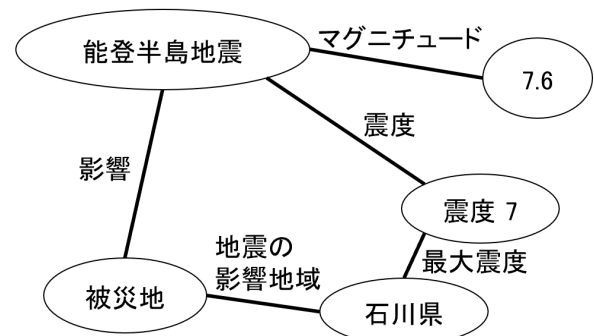 能登半島地震
マグニチュード
7.6
震度
影響
震度 7
地震の
影響地域
最大震度
被災地
石川県